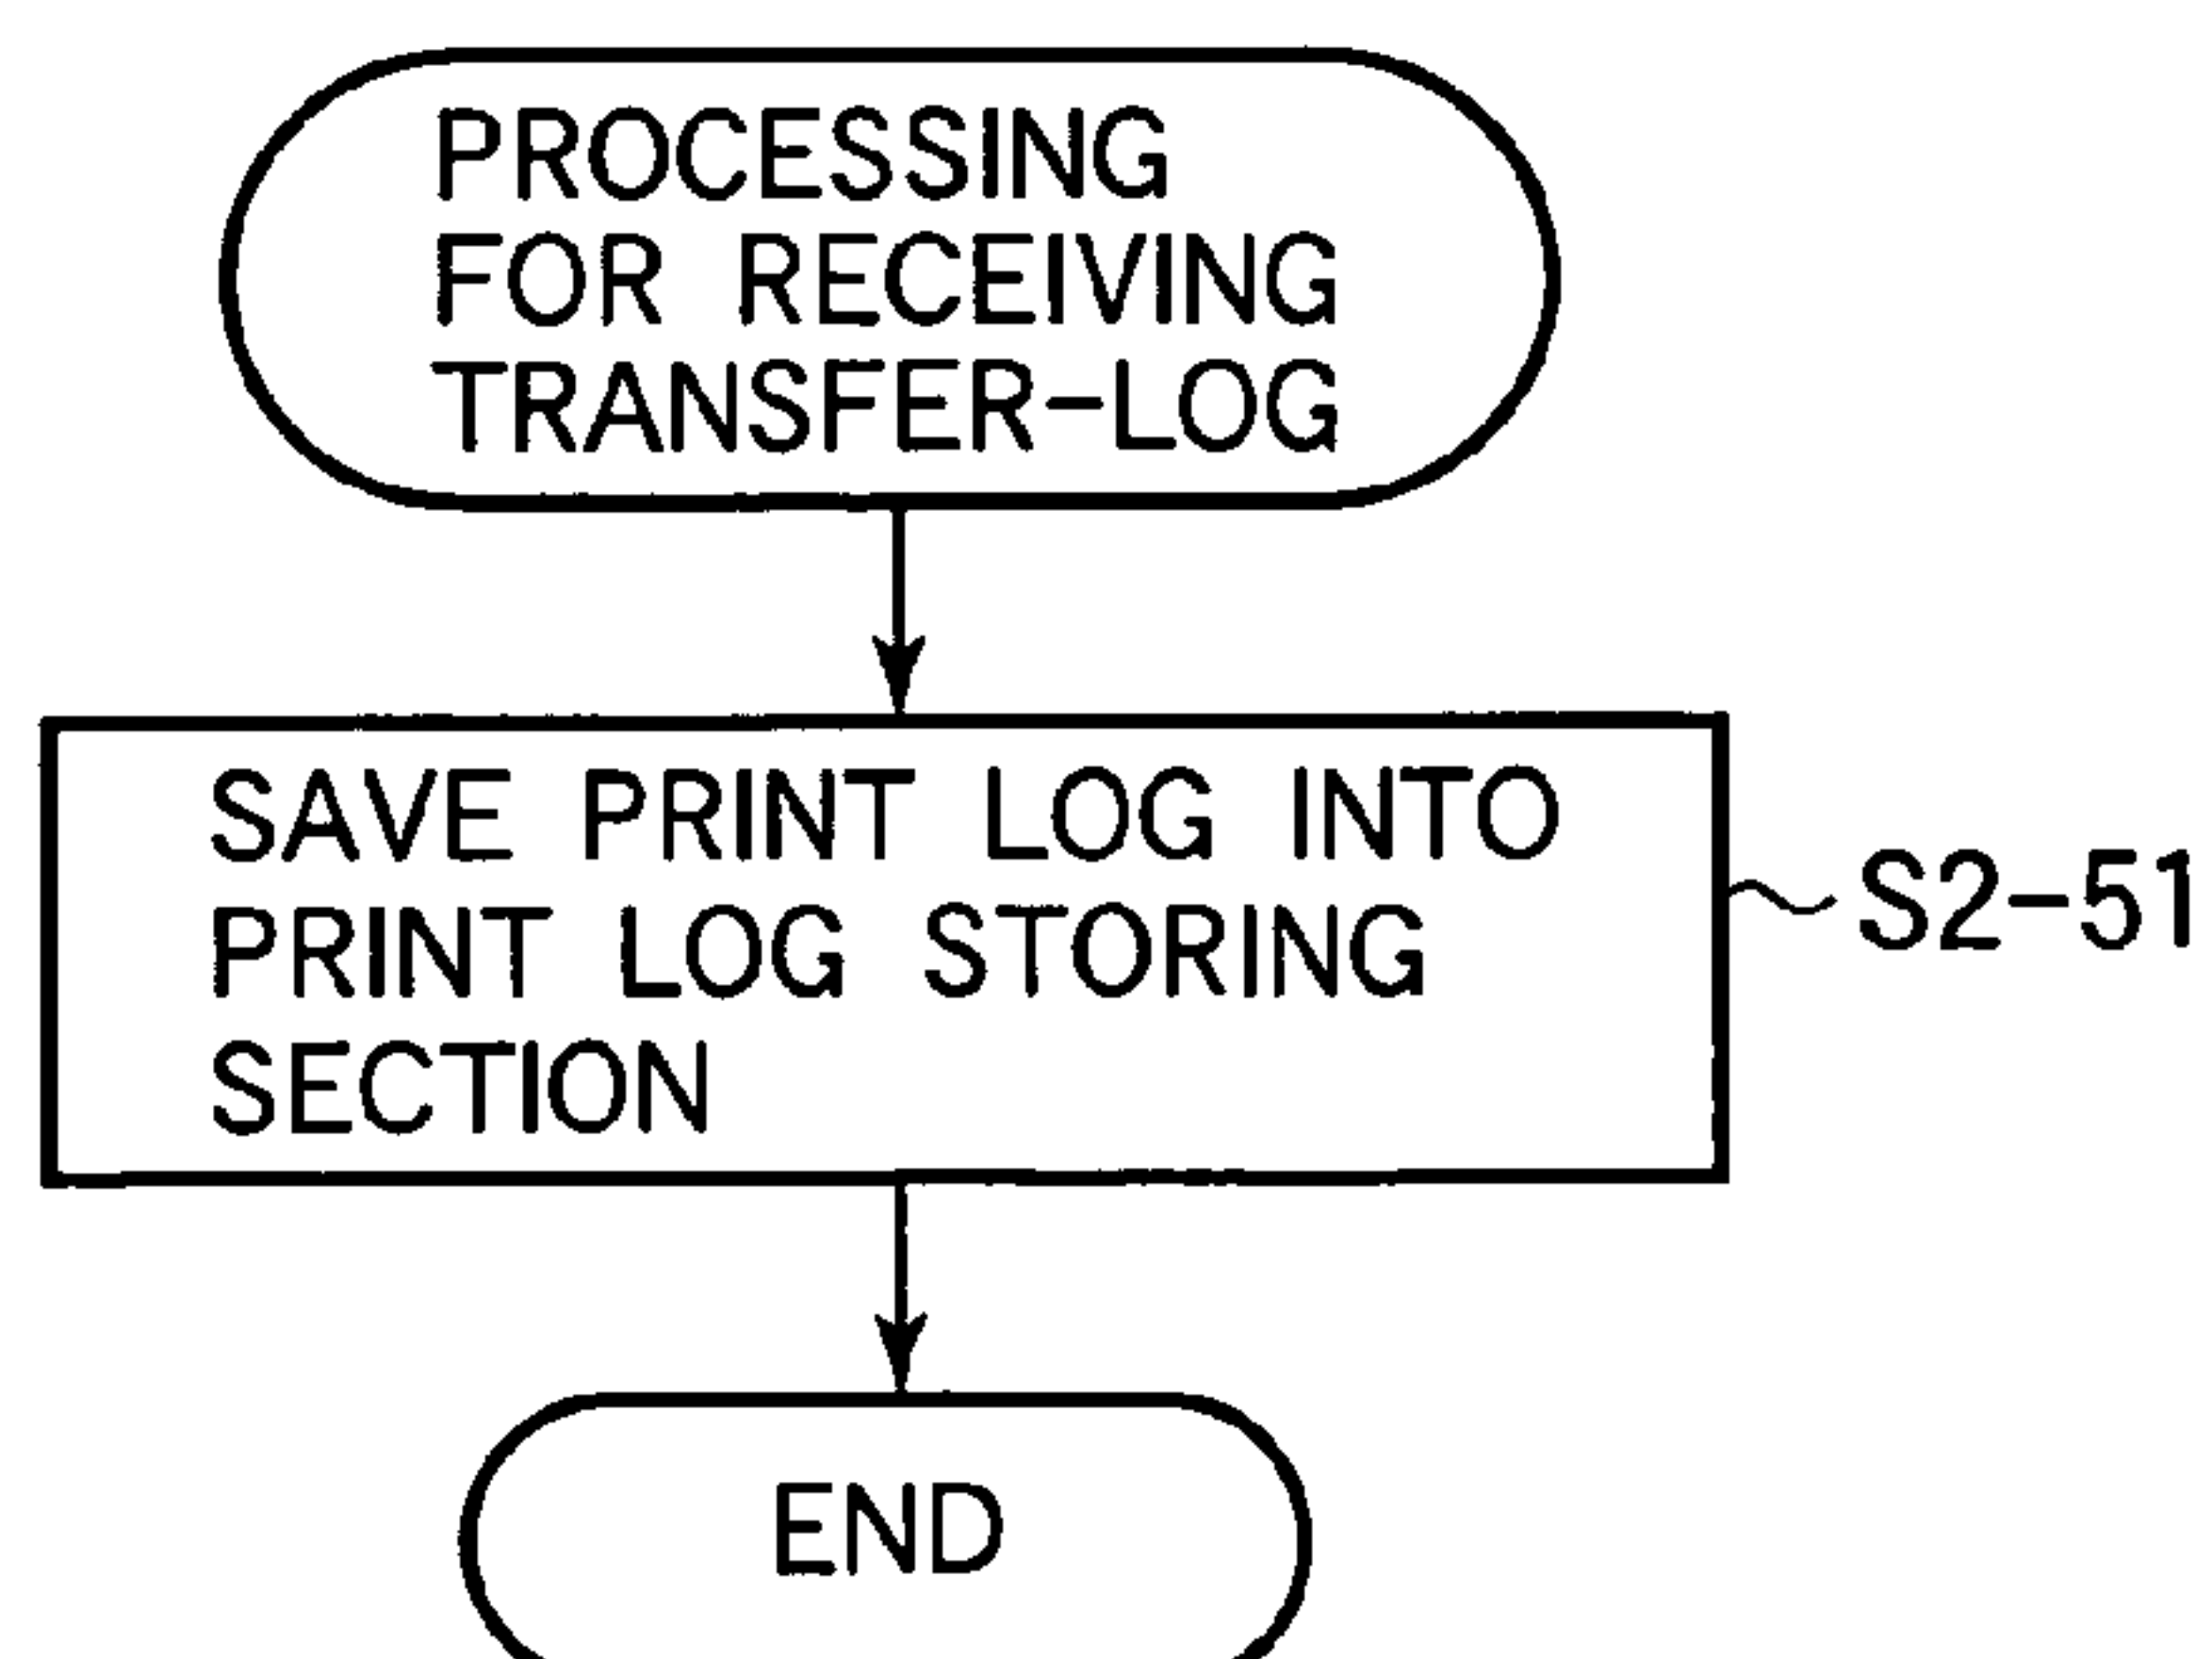 PROCESSING
FOR RECEIVING
TRANSFER-LOG
SAVE PRINT LOG INTO
PRINT LOG STORING
SECTION
S2-51
END